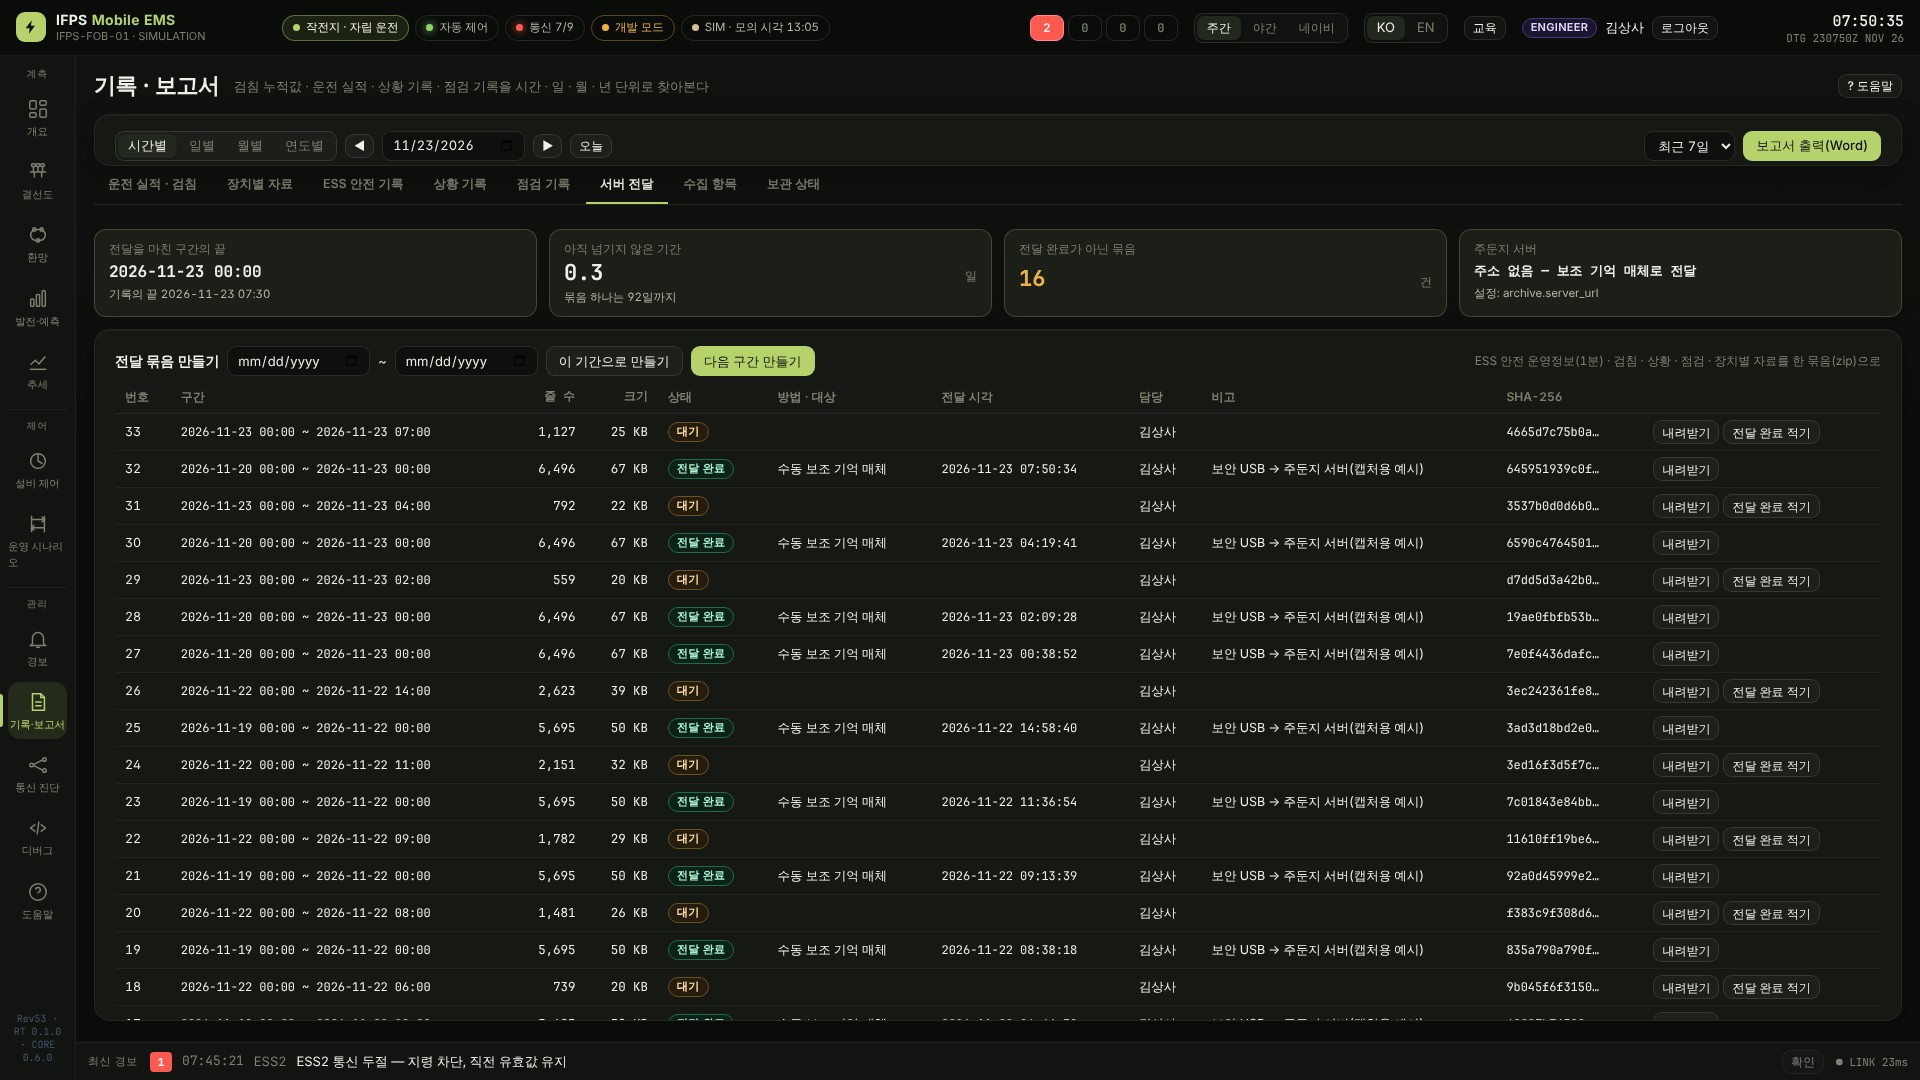 IFPS Mobile EMS
IFPS-FOB-01 · SIMULATION
작전지 · 자립 운전
자동 제어
통신 7/9
개발 모드
SIM · 모의 시각 13:05
2 0 0 0
주간 야간 네이비
KO EN
교육
ENGINEER 김상사 로그아웃
07:50:35
DTG 230750Z NOV 26
계측
개요
결선도
환망
발전·예측
추세
제어
설비 제어
운영 시나리오
관리
경보
기록·보고서
통신 진단
디버그
도움말
Rev53 · RT 0.1.0 · CORE 0.6.0
기록 · 보고서
검침 누적값 · 운전 실적 · 상황 기록 · 점검 기록을 시간 · 일 · 월 · 년 단위로 찾아본다
? 도움말
시간별 일별 월별 연도별 ◀ 11/23/2026 ▶ 오늘
최근 7일 보고서 출력(Word)
운전 실적 · 검침 장치별 자료 ESS 안전 기록 상황 기록 점검 기록 서버 전달 수집 항목 보관 상태
전달을 마친 구간의 끝
2026-11-23 00:00
기록의 끝 2026-11-23 07:30
아직 넘기지 않은 기간
0.3 일
묶음 하나는 92일까지
전달 완료가 아닌 묶음
16 건
주둔지 서버
주소 없음 — 보조 기억 매체로 전달
설정: archive.server_url
전달 묶음 만들기 mm/dd/yyyy ~ mm/dd/yyyy 이 기간으로 만들기 다음 구간 만들기
ESS 안전 운영정보(1분) · 검침 · 상황 · 점검 · 장치별 자료를 한 묶음(zip)으로
번호 구간 줄 수 크기 상태 방법 · 대상 전달 시각 담당 비고 SHA-256
33 2026-11-23 00:00 ~ 2026-11-23 07:00 1,127 25 KB 대기 김상사 4665d7c75b0a… 내려받기 전달 완료 적기
32 2026-11-20 00:00 ~ 2026-11-23 00:00 6,496 67 KB 전달 완료 수동 보조 기억 매체 2026-11-23 07:50:34 김상사 보안 USB → 주둔지 서버(캡처용 예시) 645951939c0f… 내려받기
31 2026-11-23 00:00 ~ 2026-11-23 04:00 792 22 KB 대기 김상사 3537b0d0d6b0… 내려받기 전달 완료 적기
30 2026-11-20 00:00 ~ 2026-11-23 00:00 6,496 67 KB 전달 완료 수동 보조 기억 매체 2026-11-23 04:19:41 김상사 보안 USB → 주둔지 서버(캡처용 예시) 6590c4764501… 내려받기
29 2026-11-23 00:00 ~ 2026-11-23 02:00 559 20 KB 대기 김상사 d7dd5d3a42b0… 내려받기 전달 완료 적기
28 2026-11-20 00:00 ~ 2026-11-23 00:00 6,496 67 KB 전달 완료 수동 보조 기억 매체 2026-11-23 02:09:28 김상사 보안 USB → 주둔지 서버(캡처용 예시) 19ae0fbfb53b… 내려받기
27 2026-11-20 00:00 ~ 2026-11-23 00:00 6,496 67 KB 전달 완료 수동 보조 기억 매체 2026-11-23 00:38:52 김상사 보안 USB → 주둔지 서버(캡처용 예시) 7e0f4436dafc… 내려받기
26 2026-11-22 00:00 ~ 2026-11-22 14:00 2,623 39 KB 대기 김상사 3ec242361fe8… 내려받기 전달 완료 적기
25 2026-11-19 00:00 ~ 2026-11-22 00:00 5,695 50 KB 전달 완료 수동 보조 기억 매체 2026-11-22 14:58:40 김상사 보안 USB → 주둔지 서버(캡처용 예시) 3ad3d18bd2e0… 내려받기
24 2026-11-22 00:00 ~ 2026-11-22 11:00 2,151 32 KB 대기 김상사 3ed16f3d5f7c… 내려받기 전달 완료 적기
23 2026-11-19 00:00 ~ 2026-11-22 00:00 5,695 50 KB 전달 완료 수동 보조 기억 매체 2026-11-22 11:36:54 김상사 보안 USB → 주둔지 서버(캡처용 예시) 7c01843e84bb… 내려받기
22 2026-11-22 00:00 ~ 2026-11-22 09:00 1,782 29 KB 대기 김상사 11610ff19be6… 내려받기 전달 완료 적기
21 2026-11-19 00:00 ~ 2026-11-22 00:00 5,695 50 KB 전달 완료 수동 보조 기억 매체 2026-11-22 09:13:39 김상사 보안 USB → 주둔지 서버(캡처용 예시) 92a0d45999e2… 내려받기
20 2026-11-22 00:00 ~ 2026-11-22 08:00 1,481 26 KB 대기 김상사 f383c9f308d6… 내려받기 전달 완료 적기
19 2026-11-19 00:00 ~ 2026-11-22 00:00 5,695 50 KB 전달 완료 수동 보조 기억 매체 2026-11-22 08:38:18 김상사 보안 USB → 주둔지 서버(캡처용 예시) 835a790a790f… 내려받기
18 2026-11-22 00:00 ~ 2026-11-22 06:00 739 20 KB 대기 김상사 9b045f6f3150… 내려받기 전달 완료 적기
최신 경보 1 07:45:21 ESS2 ESS2 통신 두절 — 지령 차단, 직전 유효값 유지
확인 LINK 23ms